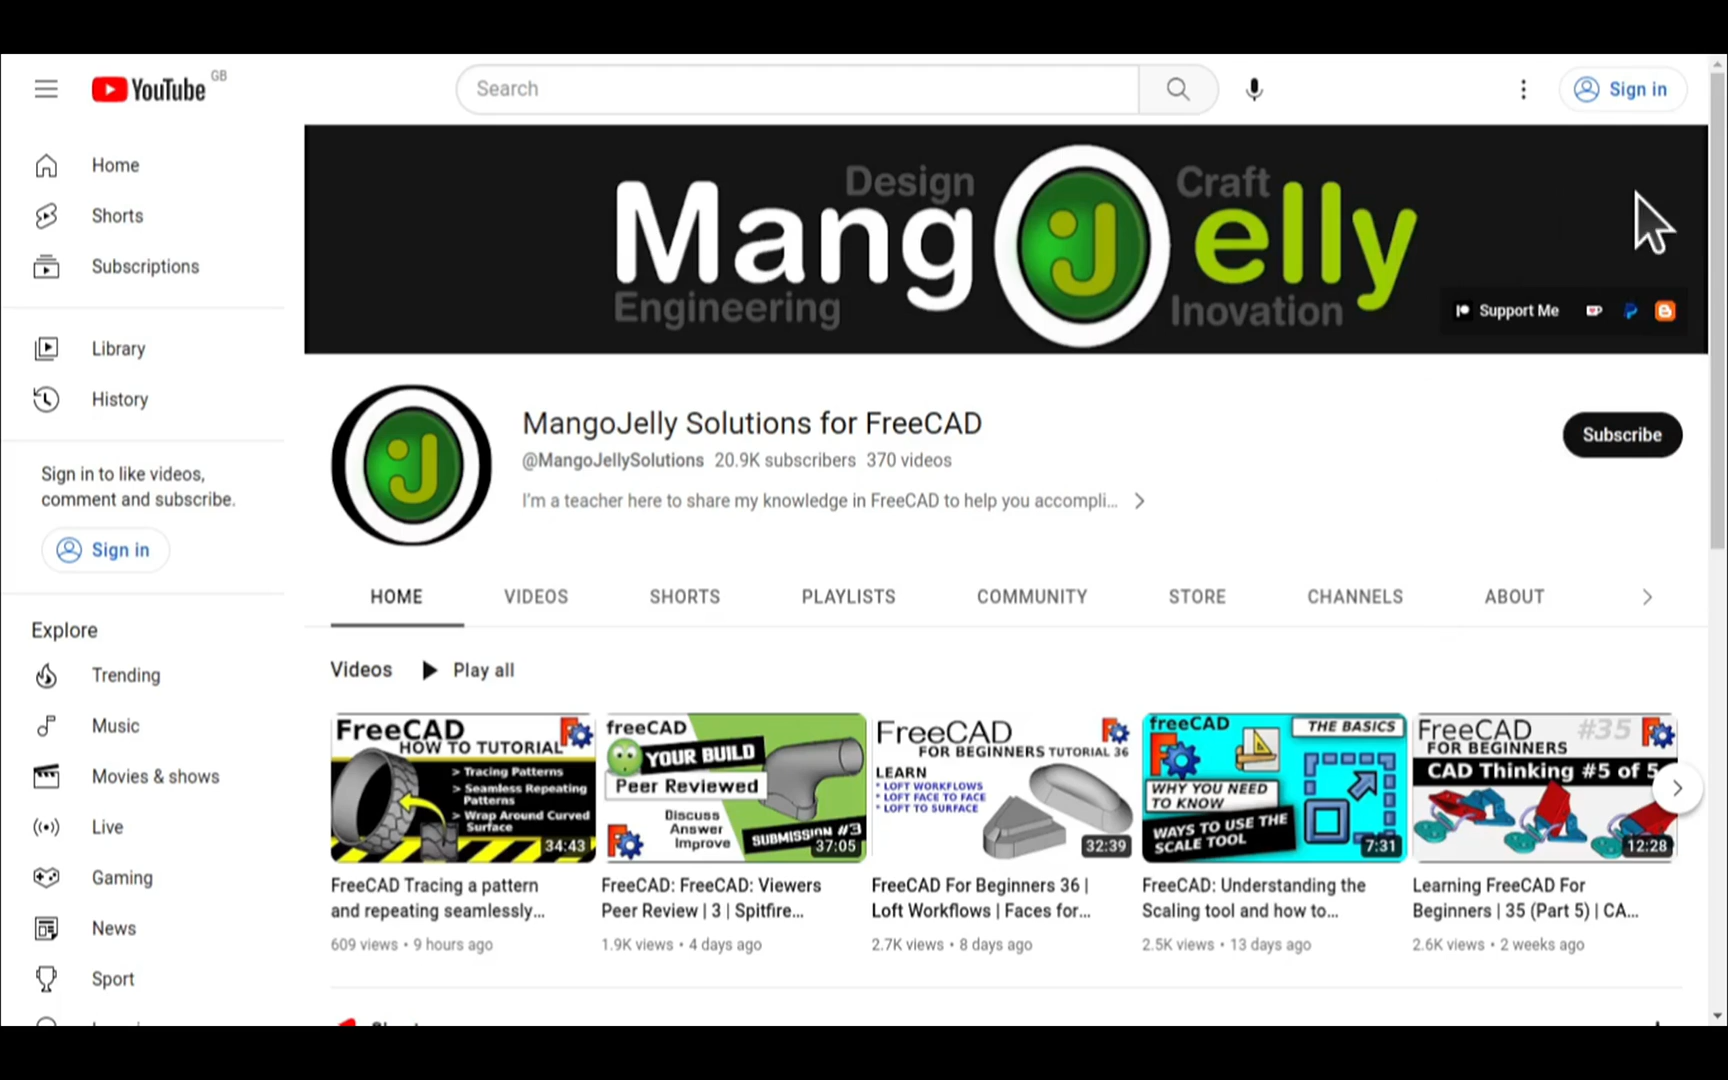 YouTube GB
Search
Sign in
Home
Shorts
Subscriptions
Library
History
Sign in to like videos,
comment and subscribe.
Sign in
Explore
Trending
Music
Movies & shows
Live
Gaming
News
Sport
Design
Craft
MangJelly
Engineering
Inovation
Support Me
MangoJelly Solutions for FreeCAD
@MangoJellySolutions 20.9K subscribers 370 videos
I'm a teacher here to share my knowledge in FreeCAD to help you accompli...
Subscribe
HOME VIDEOS SHORTS PLAYLISTS COMMUNITY STORE CHANNELS ABOUT
Videos Play all
FreeCAD
HOW TO TUTORIAL
> Tracing Patterns
> Seamless Repeating
Patterns
> Wrap Around Curved
Surface
34:43
FreeCAD Tracing a pattern
and repeating seamlessly...
609 views • 9 hours ago
freeCAD
YOUR BUILD
Peer Reviewed
Discuss
Answer
Improve
SUBMISSION #3
37:05
FreeCAD: FreeCAD: Viewers
Peer Review | 3 | Spitfire...
1.9K views • 4 days ago
FreeCAD
FOR BEGINNERS TUTORIAL 36
LEARN
* LOFT WORKFLOWS
* LOFT FACE TO FACE
* LOFT TO SURFACE
32:39
FreeCAD For Beginners 36 |
Loft Workflows | Faces for...
2.7K views • 8 days ago
freeCAD
THE BASICS
WHY YOU NEED
TO KNOW
WAYS TO USE THE
SCALE TOOL
7:31
FreeCAD: Understanding the
Scaling tool and how to...
2.5K views • 13 days ago
FreeCAD #35
FOR BEGINNERS
CAD Thinking #5 of 5
12:28
Learning FreeCAD For
Beginners | 35 (Part 5) | CA...
2.6K views • 2 weeks ago